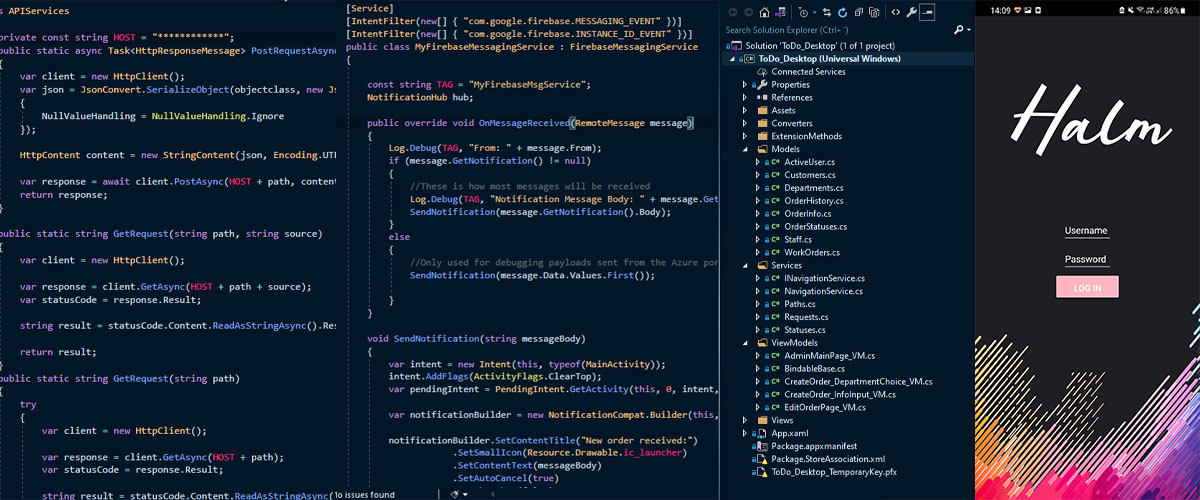 s APIServices
private const string HOST = "************";
public static async Task<HttpResponseMessage> PostRequestAsync
{
var client = new HttpClient();
var json = JsonConvert.SerializeObject(objectclass, new Js
{
NullValueHandling = NullValueHandling.Ignore
});
HttpContent content = new StringContent(json, Encoding.UTF
var response = await client.PostAsync(HOST + path, content
return response;
}
public static string GetRequest(string path, string source)
{
var client = new HttpClient();
var response = client.GetAsync(HOST + path + source);
var statusCode = response.Result;
string result = statusCode.Content.ReadAsStringAsync().Res
return result;
}
public static string GetRequest(string path)
{
try
{
var client = new HttpClient();
var response = client.GetAsync(HOST + path);
var statusCode = response.Result;
string result = statusCode.Content.ReadAsStringAsync()
[Service]
[IntentFilter(new[] { "com.google.firebase.MESSAGING_EVENT" })]
[IntentFilter(new[] { "com.google.firebase.INSTANCE_ID_EVENT" })]
public class MyFirebaseMessagingService : FirebaseMessagingService
{
const string TAG = "MyFirebaseMsgService";
NotificationHub hub;
public override void OnMessageReceived(RemoteMessage message)
{
Log.Debug(TAG, "From: " + message.From);
if (message.GetNotification() != null)
{
//These is how most messages will be received
Log.Debug(TAG, "Notification Message Body: " + message.Get
SendNotification(message.GetNotification().Body);
}
else
{
//Only used for debugging payloads sent from the Azure por
SendNotification(message.Data.Values.First());
}
}
void SendNotification(string messageBody)
{
var intent = new Intent(this, typeof(MainActivity));
intent.AddFlags(ActivityFlags.ClearTop);
var pendingIntent = PendingIntent.GetActivity(this, 0, intent,
var notificationBuilder = new NotificationCompat.Builder(this,
notificationBuilder.SetContentTitle("New order received:")
.SetSmallIcon(Resource.Drawable.ic_launcher)
.SetContentText(messageBody)
.SetAutoCancel(true)
issues found
Search Solution Explorer (Ctrl+¨)
Solution 'ToDo_Desktop' (1 of 1 project)
ToDo_Desktop (Universal Windows)
Connected Services
Properties
References
Assets
Converters
ExtensionMethods
Models
C# ActiveUser.cs
C# Customers.cs
C# Departments.cs
C# OrderHistory.cs
C# OrderInfo.cs
C# OrderStatuses.cs
C# Staff.cs
C# WorkOrders.cs
Services
C# INavigationService.cs
C# NavigationService.cs
C# Paths.cs
C# Requests.cs
C# Statuses.cs
ViewModels
C# AdminMainPage_VM.cs
C# BindableBase.cs
C# CreateOrder_DepartmentChoice_VM.cs
C# CreateOrder_InfoInput_VM.cs
C# EditOrderPage_VM.cs
Views
App.xaml
Package.appxmanifest
Package.StoreAssociation.xml
ToDo_Desktop_TemporaryKey.pfx
14:09
86%
Halm
Username
Password
LOG IN